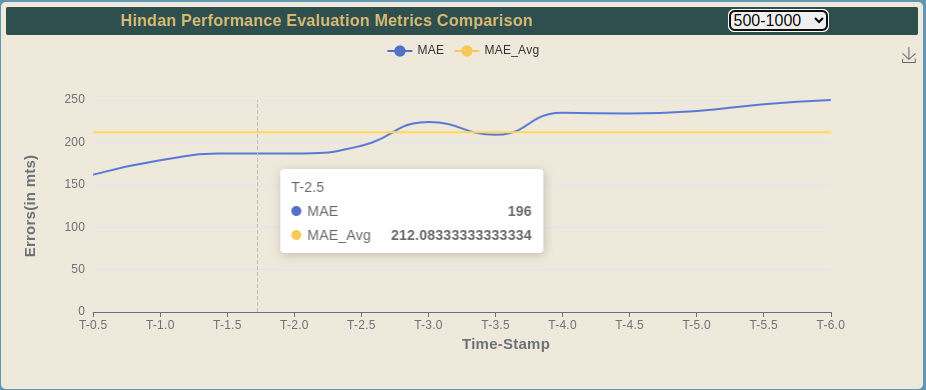 Hindan Performance Evaluation Metrics Comparison
500-1000
MAE
MAE_Avg
Errors(in mts)
250
200
150
100
50
0
T-2.5
MAE 196
MAE_Avg 212.08333333333334
T-0.5 T-1.0 T-1.5 T-2.0 T-2.5 T-3.0 T-3.5 T-4.0 T-4.5 T-5.0 T-5.5 T-6.0
Time-Stamp